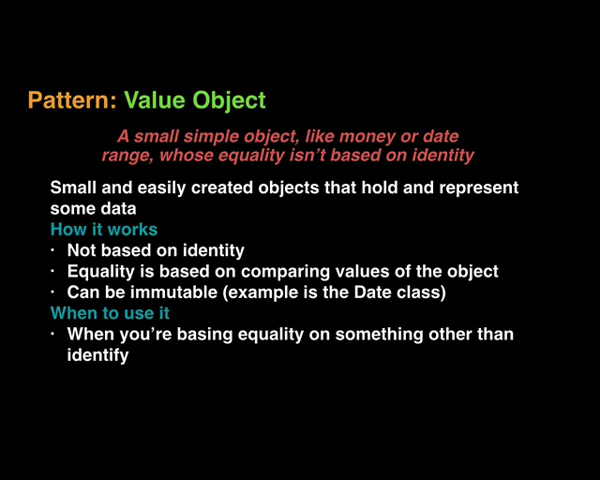 Pattern: Value Object
A small simple object, like money or date
range, whose equality isn't based on identity
Small and easily created objects that hold and represent
some data
How it works
· Not based on identity
· Equality is based on comparing values of the object
· Can be immutable (example is the Date class)
When to use it
· When you're basing equality on something other than
identify